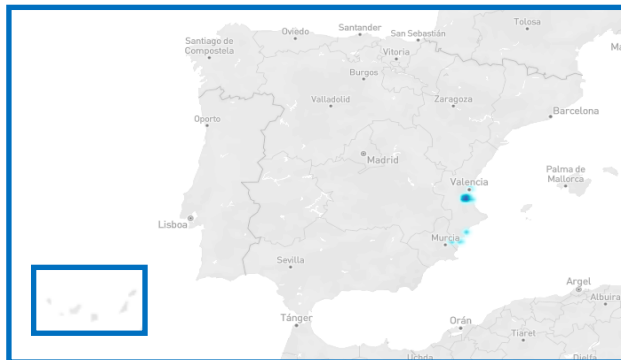 Tolosa
Santander
Oviedo
San Sebastián
Santiago de
Compostela
Vitoria
Burgos
Valladolid
Zaragoza
Barcelona
Oporto
Madrid
Palma de
Mallorca
Valencia
Lisboa
Murcia
Sevilla
Argel
Albuira
Tánger
Orán
Tiaret